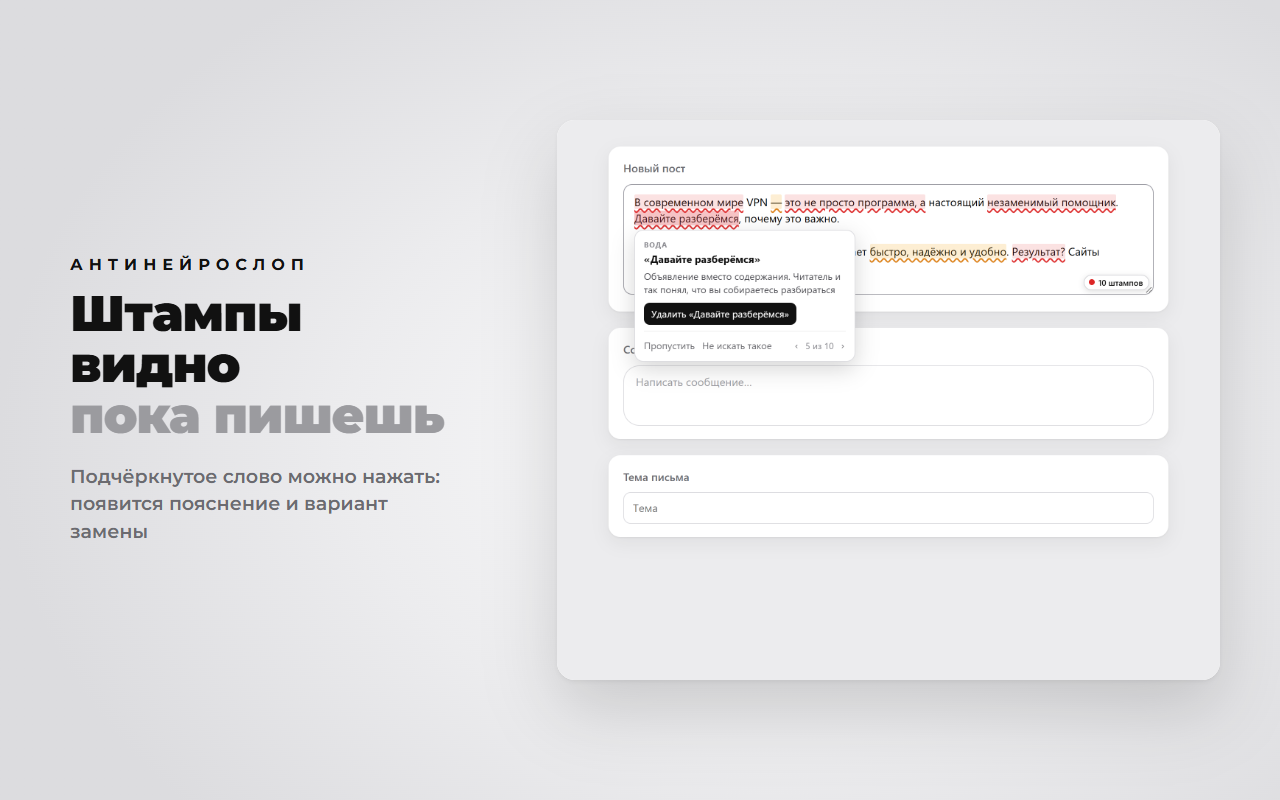 АНТИНЕЙРОСЛОП
Штампы
видно
пока пишешь
Подчёркнутое слово можно нажать:
появится пояснение и вариант
замены
Новый пост
В современном мире VPN — это не просто программа, а настоящий незаменимый помощник.
Давайте разберёмся, почему это важно.
ет быстро, надёжно и удобно. Результат? Сайты
10 штампов
ВОДА
«Давайте разберёмся»
Объявление вместо содержания. Читатель и
так понял, что вы собираетесь разбираться
Удалить «Давайте разберёмся»
Пропустить Не искать такое ‹ 5 из 10 ›
Со
Написать сообщение...
Тема письма
Тема